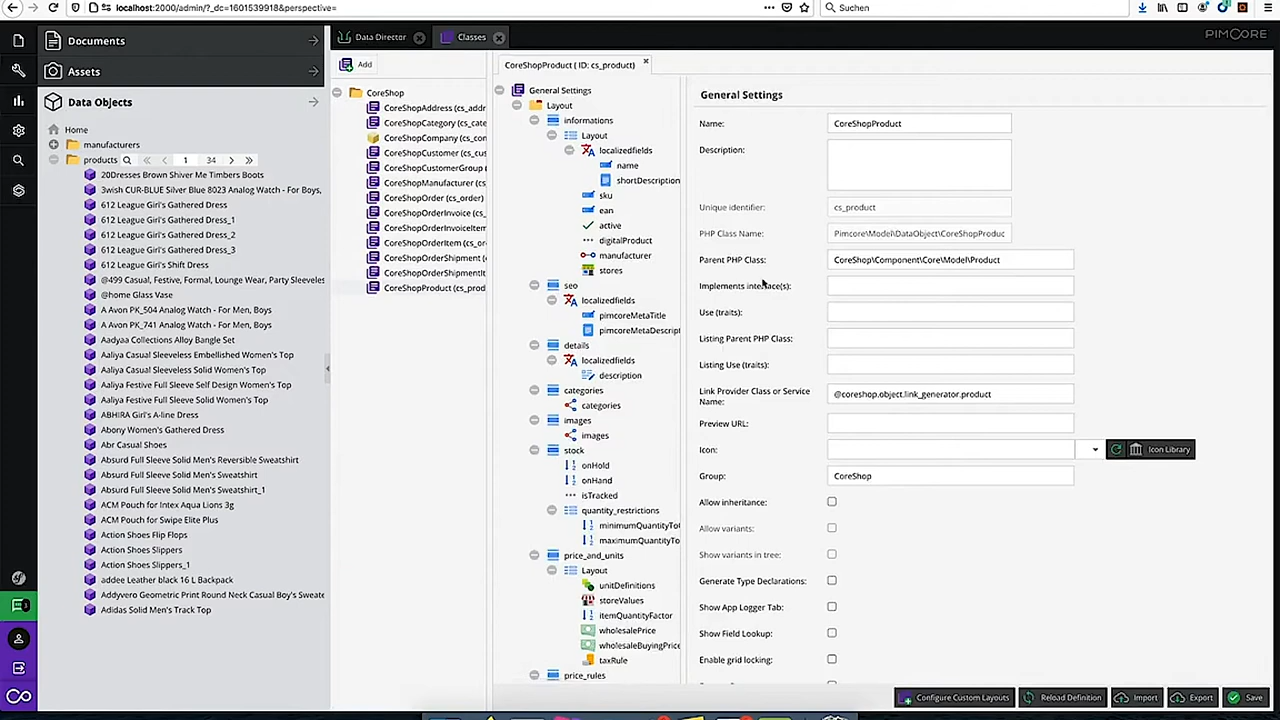 localhost:2000/admin/?_dc=1601539918&perspective=
Suchen
Documents
Assets
Data Objects
Home
manufacturers
products
1
34
20Dresses Brown Shiver Me Timbers Boots
3wish CUR-BLUE Silver Blue 8023 Analog Watch - For Boys,
612 League Girl's Gathered Dress
612 League Girl's Gathered Dress_1
612 League Girl's Gathered Dress_2
612 League Girl's Gathered Dress_3
612 League Girl's Shift Dress
@499 Casual, Festive, Formal, Lounge Wear, Party Sleeveles
@home Glass Vase
A Avon PK_504 Analog Watch - For Men, Boys
A Avon PK_741 Analog Watch - For Men, Boys
Aadyaa Collections Alloy Bangle Set
Aaliya Casual Sleeveless Embellished Women's Top
Aaliya Casual Sleeveless Solid Women's Top
Aaliya Festive Full Sleeve Self Design Women's Top
Aaliya Festive Full Sleeve Solid Women's Top
ABHIRA Girl's A-line Dress
Abony Women's Gathered Dress
Abr Casual Shoes
Absurd Full Sleeve Solid Men's Reversible Sweatshirt
Absurd Full Sleeve Solid Men's Sweatshirt
Absurd Full Sleeve Solid Men's Sweatshirt_1
ACM Pouch for Intex Aqua Lions 3g
ACM Pouch for Swipe Elite Plus
Action Shoes Flip Flops
Action Shoes Slippers
Action Shoes Slippers_1
addee Leather black 16 L Backpack
Addyvero Geometric Print Round Neck Casual Boy's Sweate
Adidas Solid Men's Track Top
Data Director
Classes
PIMCORE
Add
CoreShop
CoreShopAddress (cs_addr
CoreShopCategory (cs_cate
CoreShopCompany (cs_con
CoreShopCustomer (cs_cus
CoreShopCustomerGroup (
CoreShopManufacturer (cs_
CoreShopOrder (cs_order)
CoreShopOrderInvoice (cs_
CoreShopOrderInvoiceItem
CoreShopOrderItem (cs_or
CoreShopOrderShipment (
CoreShopOrderShipmentIt
CoreShopProduct (cs_prod
CoreShopProduct ( ID: cs_product)
General Settings
Layout
informations
Layout
localizedfields
name
shortDescription
sku
ean
active
digitalProduct
manufacturer
stores
seo
localizedfields
pimcoreMetaTitle
pimcoreMetaDescript
details
localizedfields
description
categories
categories
images
images
stock
onHold
onHand
isTracked
quantity_restrictions
minimumQuantityTo
maximumQuantityTo
price_and_units
Layout
unitDefinitions
storeValues
itemQuantityFactor
wholesalePrice
wholesaleBuyingPrice
taxRule
price_rules
General Settings
Name:
CoreShopProduct
Description:
Unique identifier:
cs_product
PHP Class Name:
Pimcore\Model\DataObject\CoreShopProduc
Parent PHP Class:
CoreShop\Component\Core\Model\Product
Implements interface(s):
Use (traits):
Listing Parent PHP Class:
Listing Use (traits):
Link Provider Class or Service
Name:
@coreshop.object.link_generator.product
Preview URL:
Icon:
Icon Library
Group:
CoreShop
Allow inheritance:
Allow variants:
Show variants in tree:
Generate Type Declarations:
Show App Logger Tab:
Show Field Lookup:
Enable grid locking:
Configure Custom Layouts
Reload Definition
Import
Export
Save